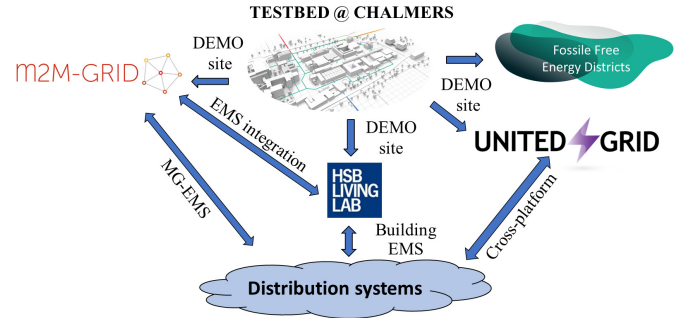 TESTBED @ CHALMERS
DEMO
site
m2M-GRID
Fossile Free
Energy Districts
DEMO
site
EMS integration
DEMO
site
UNITED GRID
MG-EMS
HSB
LIVING
LAB
Building
EMS
Cross-platform
Distribution systems